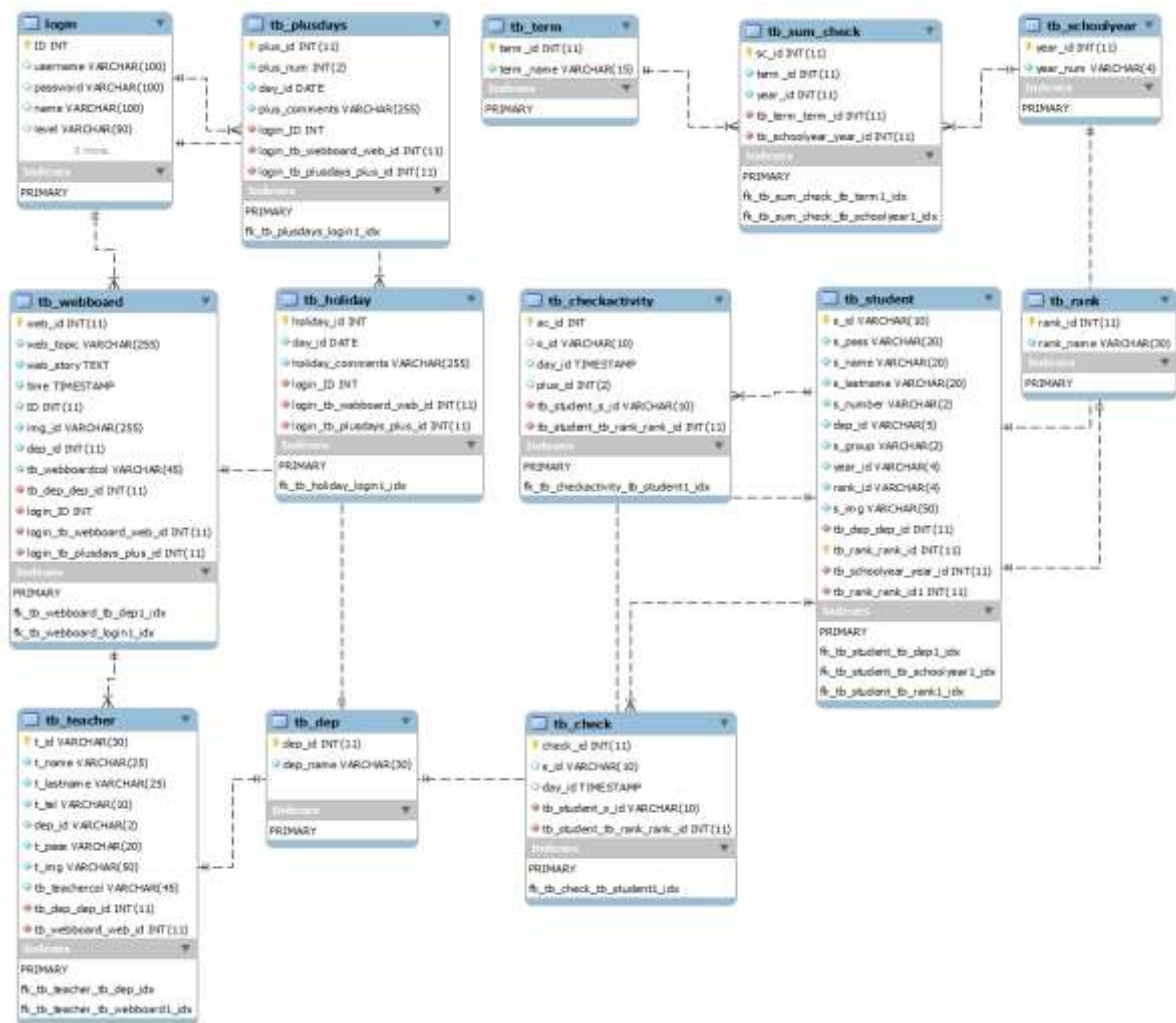 login
ID INT
username VARCHAR(100)
password VARCHAR(100)
name VARCHAR(100)
level VARCHAR(50)
3 more...
Indexes
PRIMARY
tb_plusdays
plus_id INT(11)
plus_num INT(2)
day_id DATE
plus_comments VARCHAR(255)
login_ID INT
login_tb_webboard_web_id INT(11)
login_tb_plusdays_plus_id INT(11)
Indexes
PRIMARY
fk_tb_plusdays_login1_idx
tb_term
term_id INT(11)
term_name VARCHAR(15)
Indexes
PRIMARY
tb_sum_check
sc_id INT(11)
term_id INT(11)
year_id INT(11)
tb_term_term_id INT(11)
tb_schoolyear_year_id INT(11)
Indexes
PRIMARY
fk_tb_sum_check_tb_term1_idx
fk_tb_sum_check_tb_schoolyear1_idx
tb_schoolyear
year_id INT(11)
year_num VARCHAR(4)
Indexes
PRIMARY
tb_webboard
web_id INT(11)
web_topic VARCHAR(255)
web_story TEXT
time TIMESTAMP
ID INT(11)
img_id VARCHAR(255)
dep_id INT(11)
tb_webboardcol VARCHAR(45)
tb_dep_dep_id INT(11)
login_ID INT
login_tb_webboard_web_id INT(11)
login_tb_plusdays_plus_id INT(11)
Indexes
PRIMARY
fk_tb_webboard_tb_dep1_idx
fk_tb_webboard_login1_idx
tb_holiday
holiday_id INT
day_id DATE
holiday_comments VARCHAR(255)
login_ID INT
login_tb_webboard_web_id INT(11)
login_tb_plusdays_plus_id INT(11)
Indexes
PRIMARY
fk_tb_holiday_login1_idx
tb_checkactivity
ac_id INT
s_id VARCHAR(10)
day_id TIMESTAMP
plus_id INT(2)
tb_student_s_id VARCHAR(10)
tb_student_tb_rank_rank_id INT(11)
Indexes
PRIMARY
fk_tb_checkactivity_tb_student1_idx
tb_student
s_id VARCHAR(10)
s_pass VARCHAR(20)
s_name VARCHAR(20)
s_lastname VARCHAR(20)
s_number VARCHAR(2)
dep_id VARCHAR(5)
s_group VARCHAR(2)
year_id VARCHAR(4)
rank_id VARCHAR(4)
s_img VARCHAR(50)
tb_dep_dep_id INT(11)
tb_rank_rank_id INT(11)
tb_schoolyear_year_id INT(11)
tb_rank_rank_id1 INT(11)
Indexes
PRIMARY
fk_tb_student_tb_dep1_idx
fk_tb_student_tb_schoolyear1_idx
fk_tb_student_tb_rank1_idx
tb_rank
rank_id INT(11)
rank_name VARCHAR(30)
Indexes
PRIMARY
tb_teacher
t_id VARCHAR(30)
t_name VARCHAR(25)
t_lastname VARCHAR(25)
t_tel VARCHAR(10)
dep_id VARCHAR(2)
t_pass VARCHAR(20)
t_img VARCHAR(50)
tb_teachercol VARCHAR(45)
tb_dep_dep_id INT(11)
tb_webboard_web_id INT(11)
Indexes
PRIMARY
fk_tb_teacher_tb_dep_idx
fk_tb_teacher_tb_webboard1_idx
tb_dep
dep_id INT(11)
dep_name VARCHAR(30)
Indexes
PRIMARY
tb_check
check_id INT(11)
s_id VARCHAR(10)
day_id TIMESTAMP
tb_student_s_id VARCHAR(10)
tb_student_tb_rank_rank_id INT(11)
Indexes
PRIMARY
fk_tb_check_tb_student1_idx